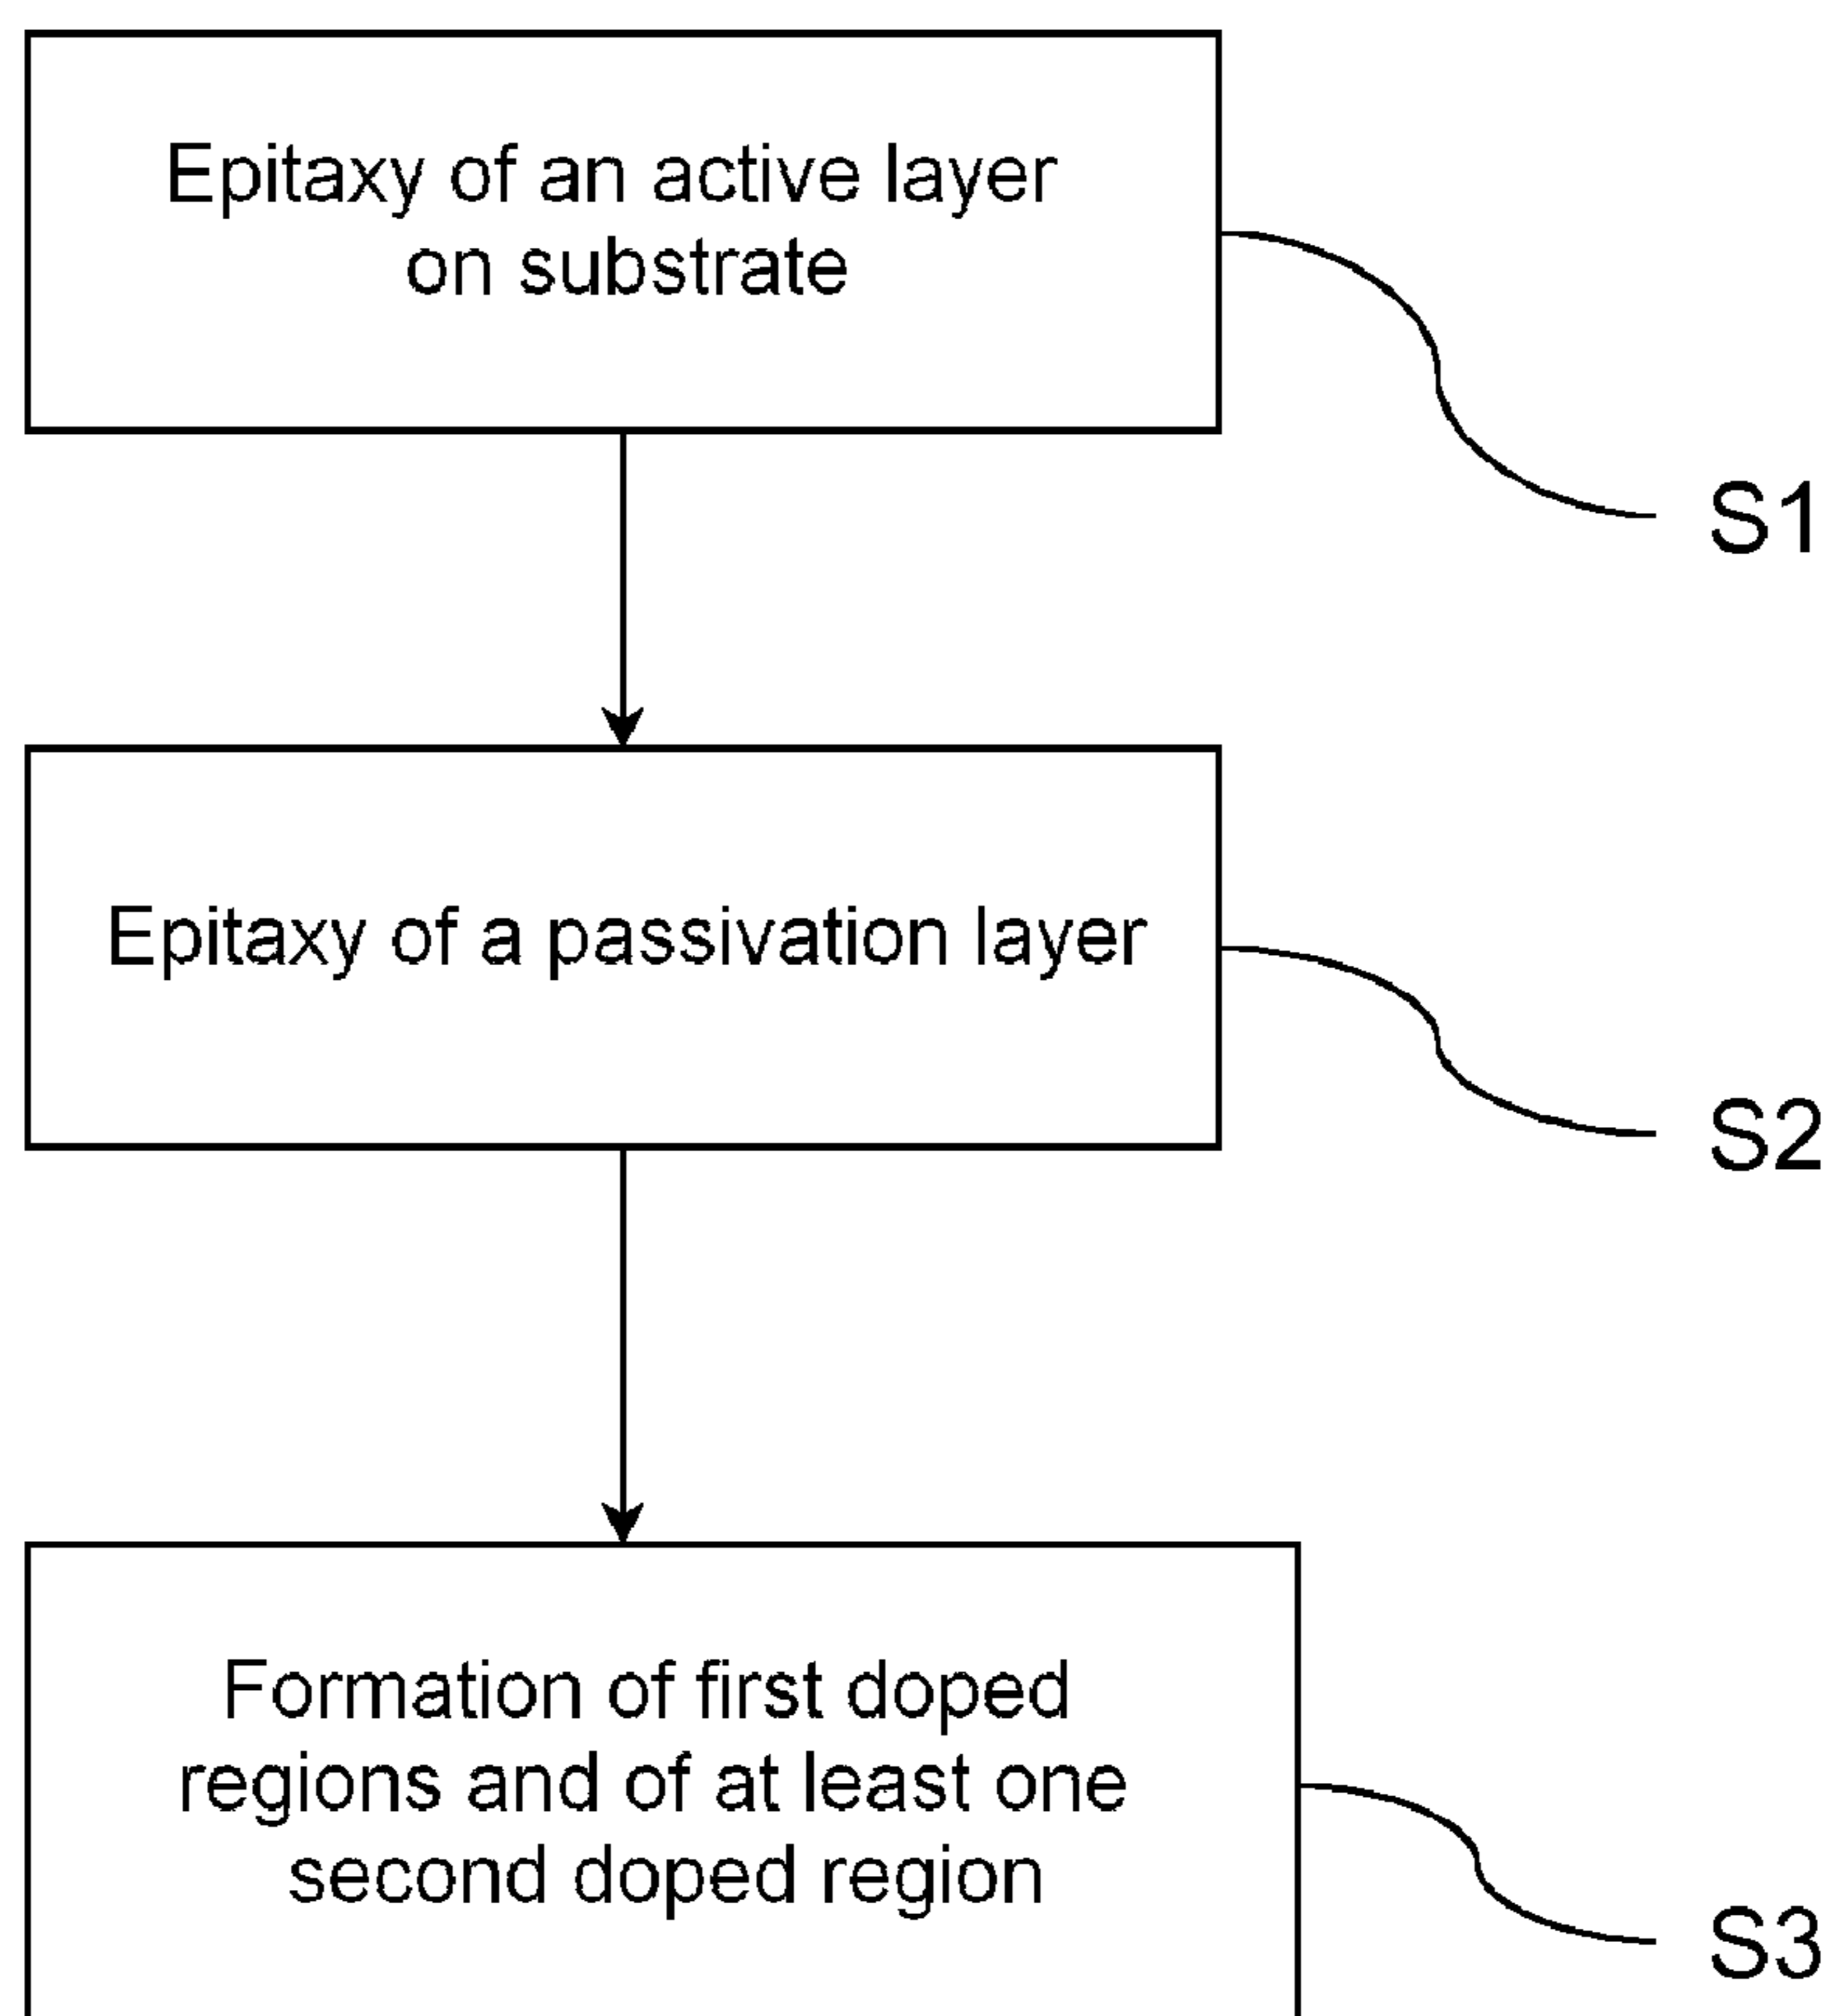 Epitaxy of an active layer
on substrate
S1
Epitaxy of a passivation layer
S2
Formation of first doped
regions and of at least one
second doped region
S3